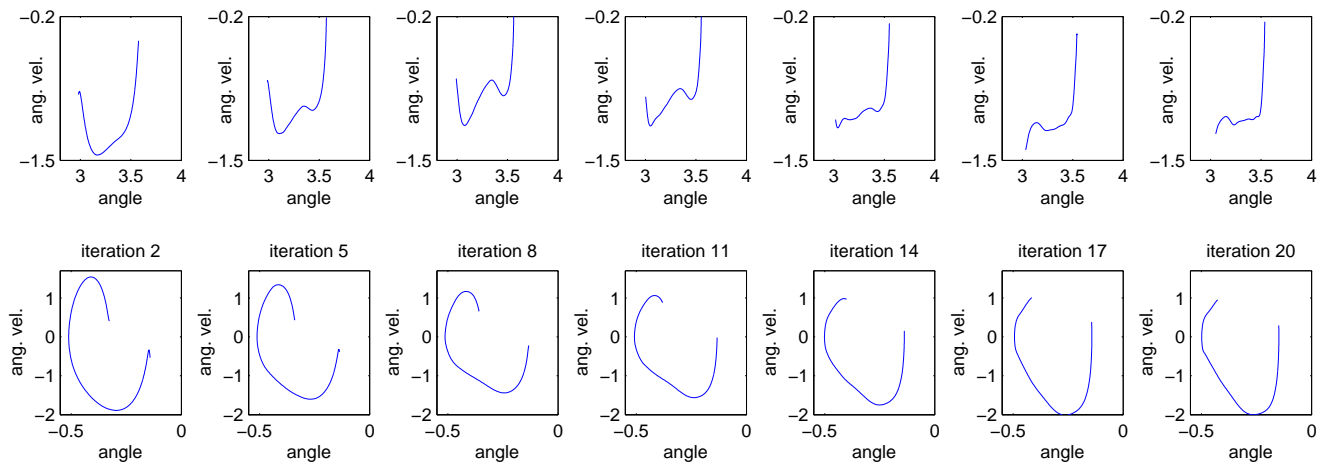 −0.2 −0.2 −0.2 −0.2 −0.2 −0.2 −0.2
ang. vel. ang. vel. ang. vel. ang. vel. ang. vel. ang. vel. ang. vel.
−1.5 −1.5 −1.5 −1.5 −1.5 −1.5 −1.5
3 3.5 4 3 3.5 4 3 3.5 4 3 3.5 4 3 3.5 4 3 3.5 4 3 3.5 4
angle angle angle angle angle angle angle
iteration 2 iteration 5 iteration 8 iteration 11 iteration 14 iteration 17 iteration 20
1 1 1 1 1 1 1
0 0 0 0 0 0 0
ang. vel. ang. vel. ang. vel. ang. vel. ang. vel. ang. vel. ang. vel.
−1 −1 −1 −1 −1 −1 −1
−2 −2 −2 −2 −2 −2 −2
−0.5 0 −0.5 0 −0.5 0 −0.5 0 −0.5 0 −0.5 0 −0.5 0
angle angle angle angle angle angle angle